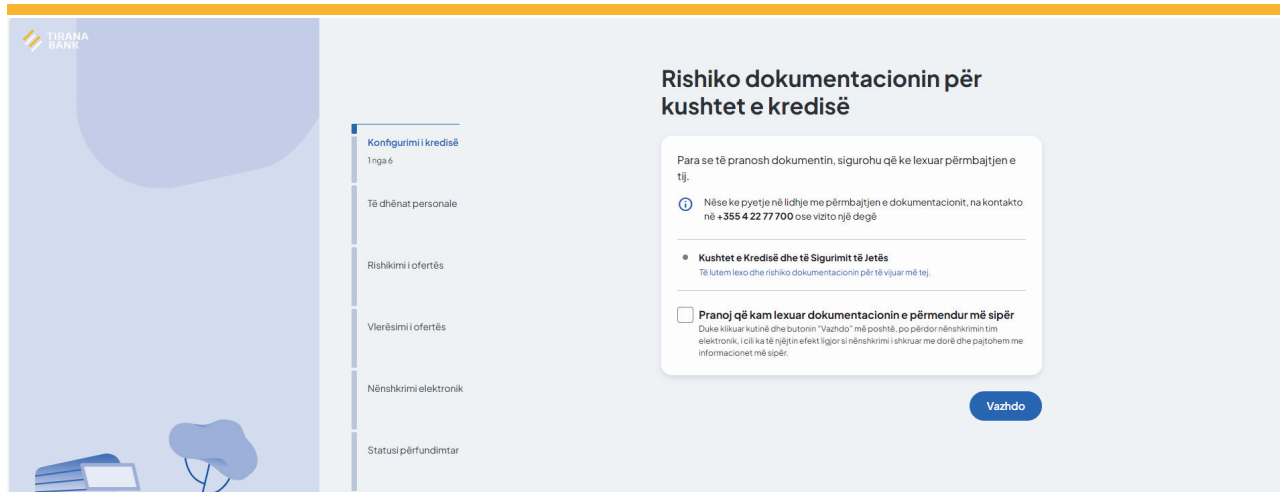 TIRANA
BANK
Rishiko dokumentacionin për
kushtet e kredisë
Konfigurimi i kredisë
1 nga 6
Të dhënat personale
Rishikimi i ofertës
Vlerësimi i ofertës
Nënshkrimi elektronik
Statusi përfundimtar
Para se të pranosh dokumentin, sigurohu që ke lexuar përmbajtjen e
tij.
Nëse ke pyetje në lidhje me përmbajtjen e dokumentacionit, na kontakto
në +355 4 22 77 700 ose vizito një degë
Kushtet e Kredisë dhe të Sigurimit të Jetës
Të lutem lexo dhe rishiko dokumentacionin për të vijuar më tej.
Pranoj që kam lexuar dokumentacionin e përmendur më sipër
Duke klikuar kutinë dhe butonin "Vazhdo" më poshtë, po përdor nënshkrimin tim
elektronik, i cili ka të njëjtin efekt ligjor si nënshkrimi i shkruar me dorë dhe pajtohem me
informacionet më sipër.
Vazhdo